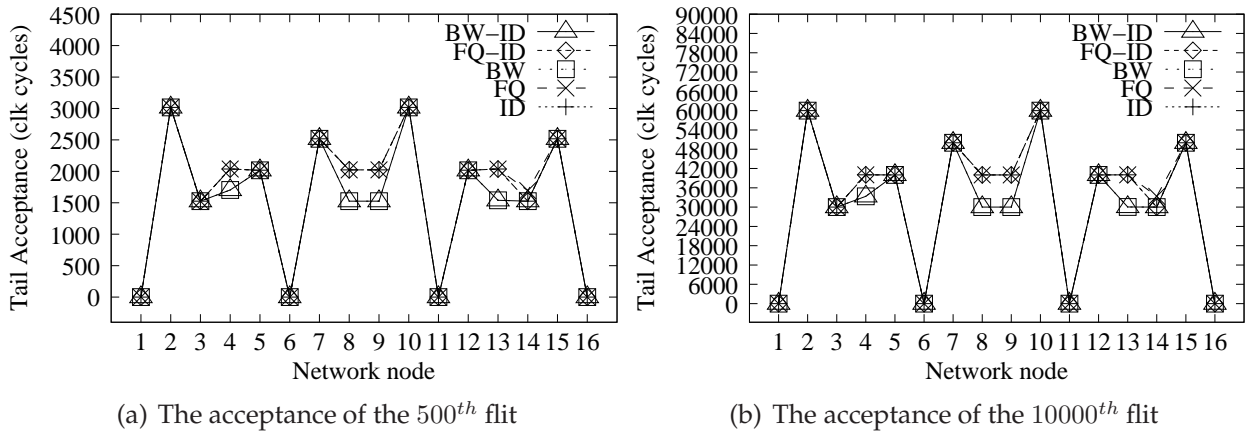 Tail Acceptance (clk cycles)
4500
4000
3500
3000
2500
2000
1500
1000
500
0
BW–ID
FQ–ID
BW
FQ
ID
1 2 3 4 5 6 7 8 9 10 11 12 13 14 15 16
Network node
(a) The acceptance of the 500th flit
Tail Acceptance (clk cycles)
90000
84000
78000
72000
66000
60000
54000
48000
42000
36000
30000
24000
18000
12000
6000
0
BW–ID
FQ–ID
BW
FQ
ID
1 2 3 4 5 6 7 8 9 10 11 12 13 14 15 16
Network node
(b) The acceptance of the 10000th flit